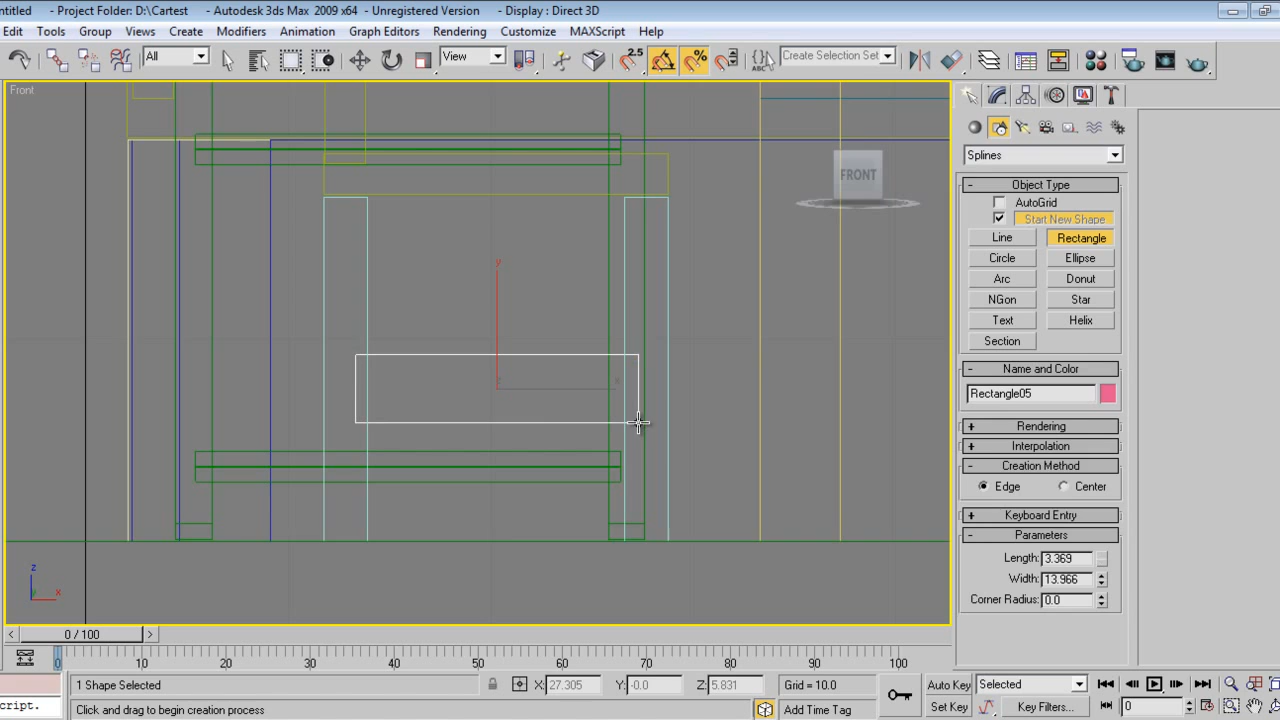 ntitled - Project Folder: D:\Cartest - Autodesk 3ds Max 2009 x64 - Unregistered Version - Display : Direct 3D
Edit Tools Group Views Create Modifiers Animation Graph Editors Rendering Customize MAXScript Help
All View 2.5 ABC Create Selection Set
Front
FRONT
y
x
z
x
Splines
- Object Type
AutoGrid
Start New Shape
Line Rectangle
Circle Ellipse
Arc Donut
NGon Star
Text Helix
Section
- Name and Color
Rectangle05
+ Rendering
+ Interpolation
- Creation Method
Edge Center
+ Keyboard Entry
- Parameters
Length: 3.369
Width: 13.966
Corner Radius: 0.0
< 0 / 100 >
0 10 20 30 40 50 60 70 80 90 100
1 Shape Selected X: 27.305 Y: -0.0 Z: 5.831 Grid = 10.0 Auto Key Selected
script. Click and drag to begin creation process Add Time Tag Set Key Key Filters... 0